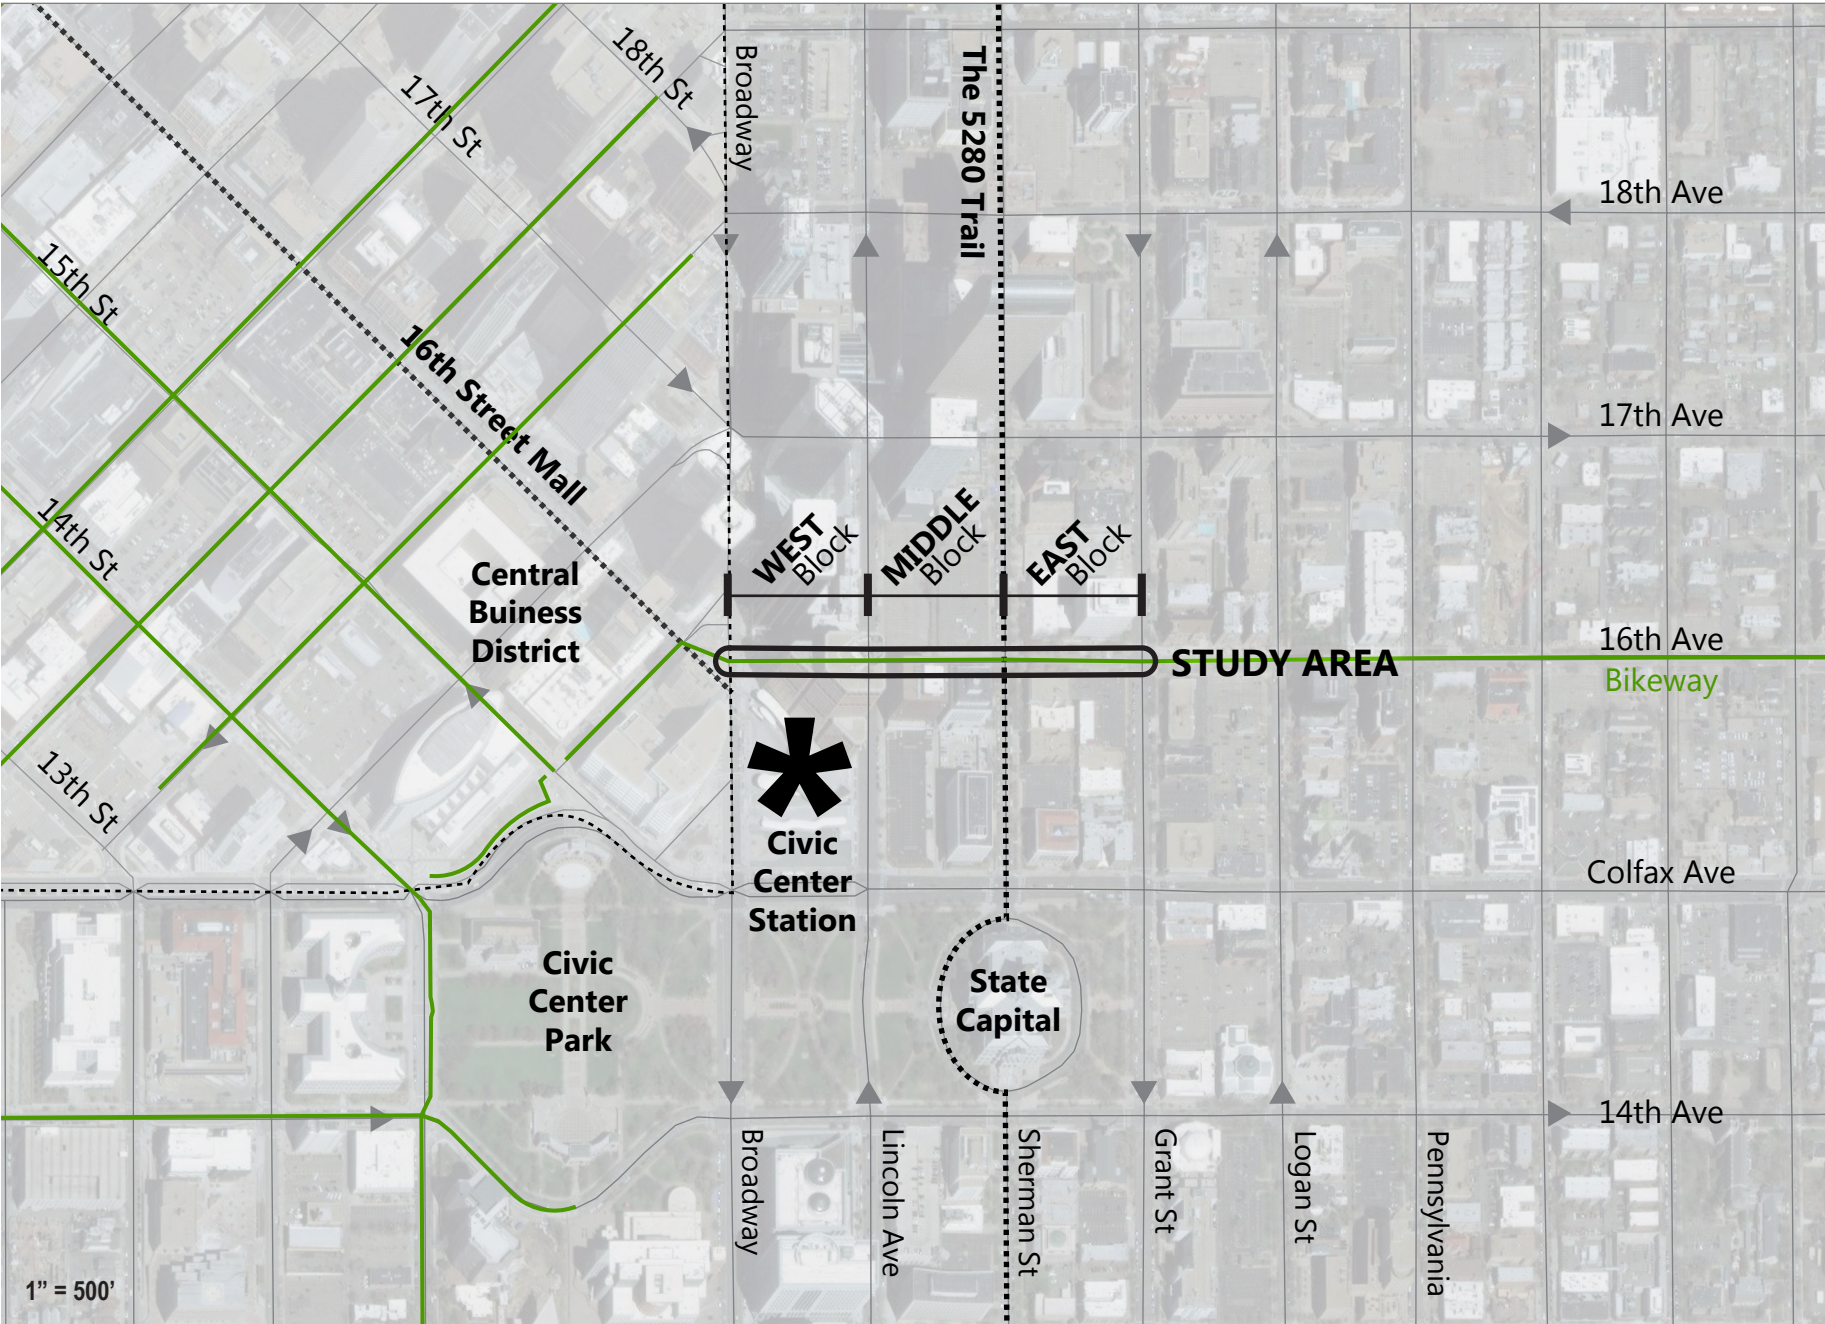 18th St
Broadway
The 5280 Trail
17th St
18th Ave
15th St
16th Street Mall
17th Ave
14th St
WEST
Block
MIDDLE
Block
EAST
Block
Central
Buiness
District
16th Ave
STUDY AREA
Bikeway
13th St
Civic
Center
Station
Colfax Ave
Civic
Center
Park
State
Capital
14th Ave
Broadway
Lincoln Ave
Sherman St
Grant St
Logan St
Pennsylvania
1” = 500’